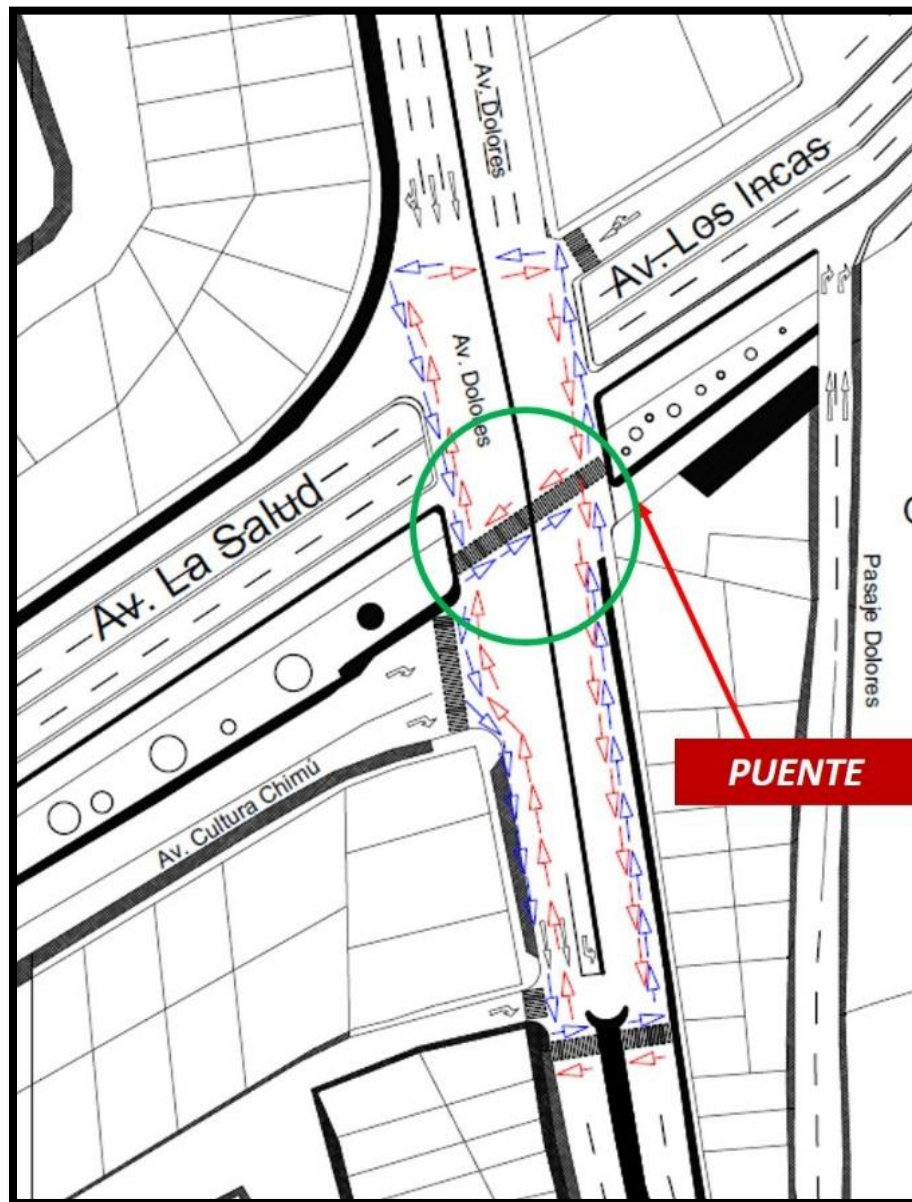 Av. Dolores
Av. Los Incas
Av. Dolores
Av. La Salud
Pasaje Dolores
PUENTE
Av. Cultura Chimú